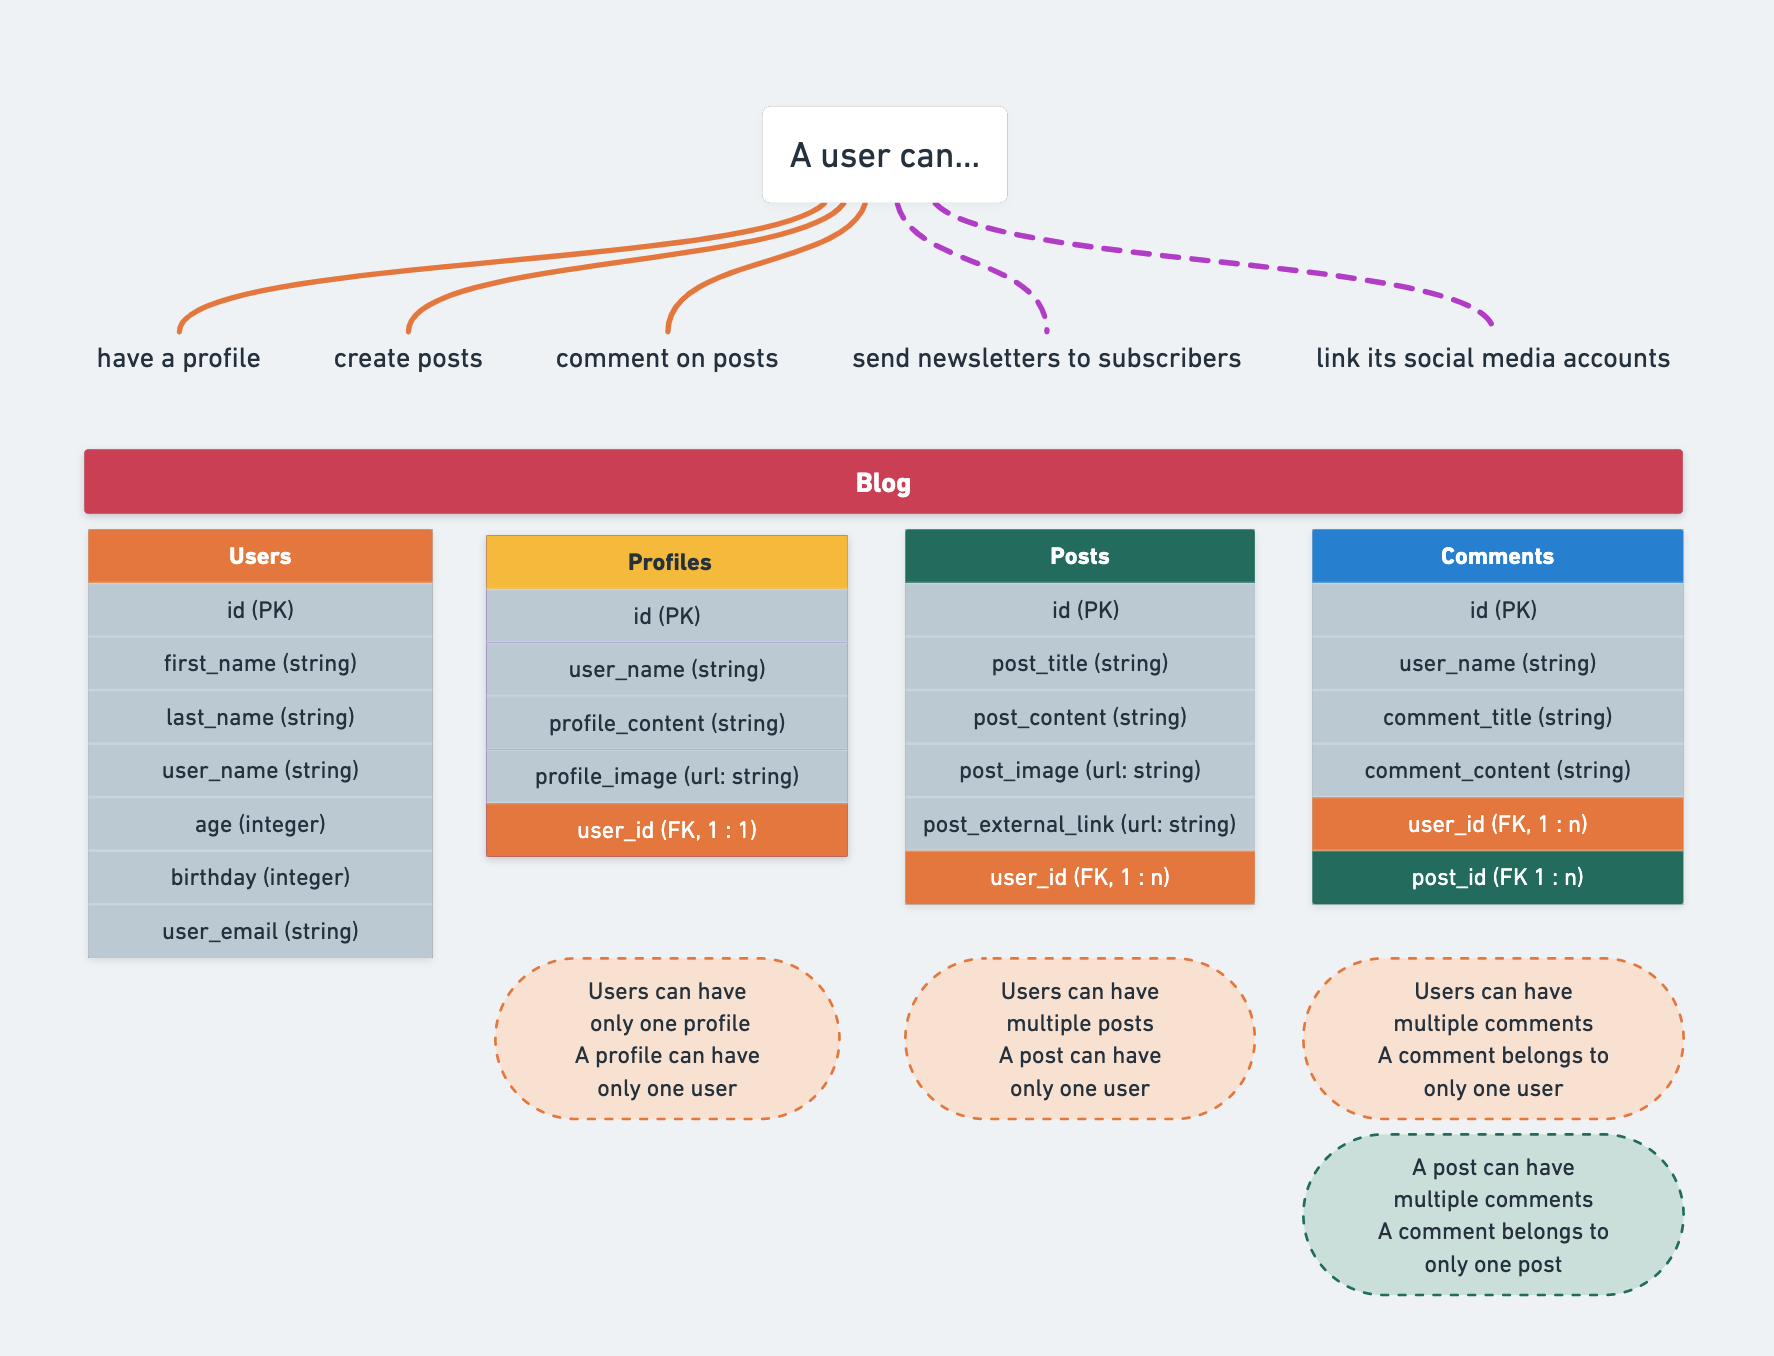 A user can...
have a profile
create posts
comment on posts
send newsletters to subscribers
link its social media accounts
Blog
Users
id (PK)
first_name (string)
last_name (string)
user_name (string)
age (integer)
birthday (integer)
user_email (string)
Profiles
id (PK)
user_name (string)
profile_content (string)
profile_image (url: string)
user_id (FK, 1 : 1)
Users can have
only one profile
A profile can have
only one user
Posts
id (PK)
post_title (string)
post_content (string)
post_image (url: string)
post_external_link (url: string)
user_id (FK, 1 : n)
Users can have
multiple posts
A post can have
only one user
Comments
id (PK)
user_name (string)
comment_title (string)
comment_content (string)
user_id (FK, 1 : n)
post_id (FK 1 : n)
Users can have
multiple comments
A comment belongs to
only one user
A post can have
multiple comments
A comment belongs to
only one post